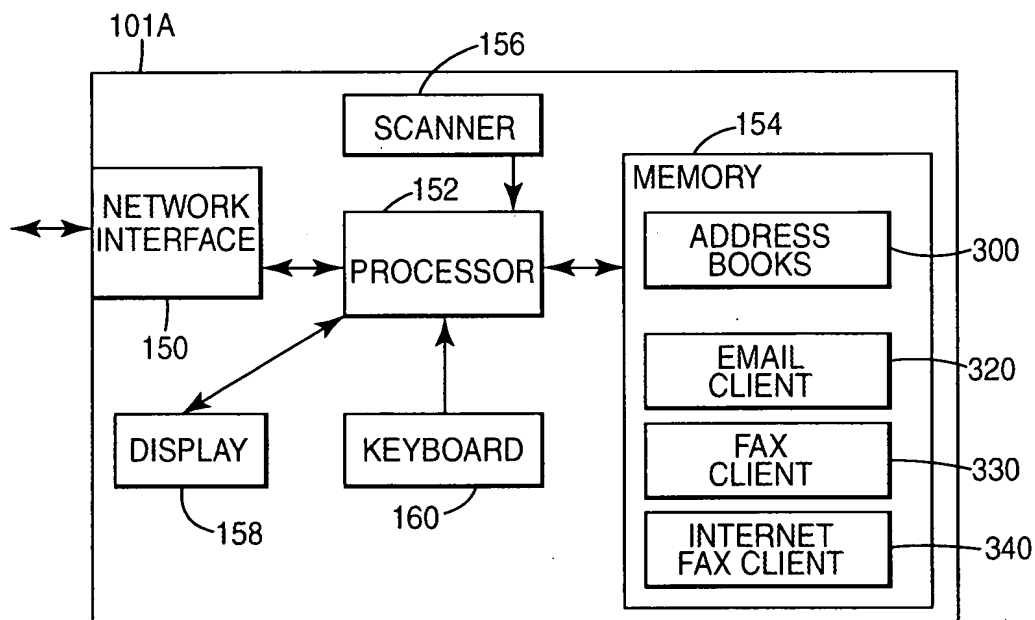 101A
156
SCANNER
154
MEMORY
NETWORK
INTERFACE
152
PROCESSOR
ADDRESS
BOOKS
300
150
EMAIL
CLIENT
320
DISPLAY
KEYBOARD
FAX
CLIENT
330
158
160
INTERNET
FAX CLIENT
340